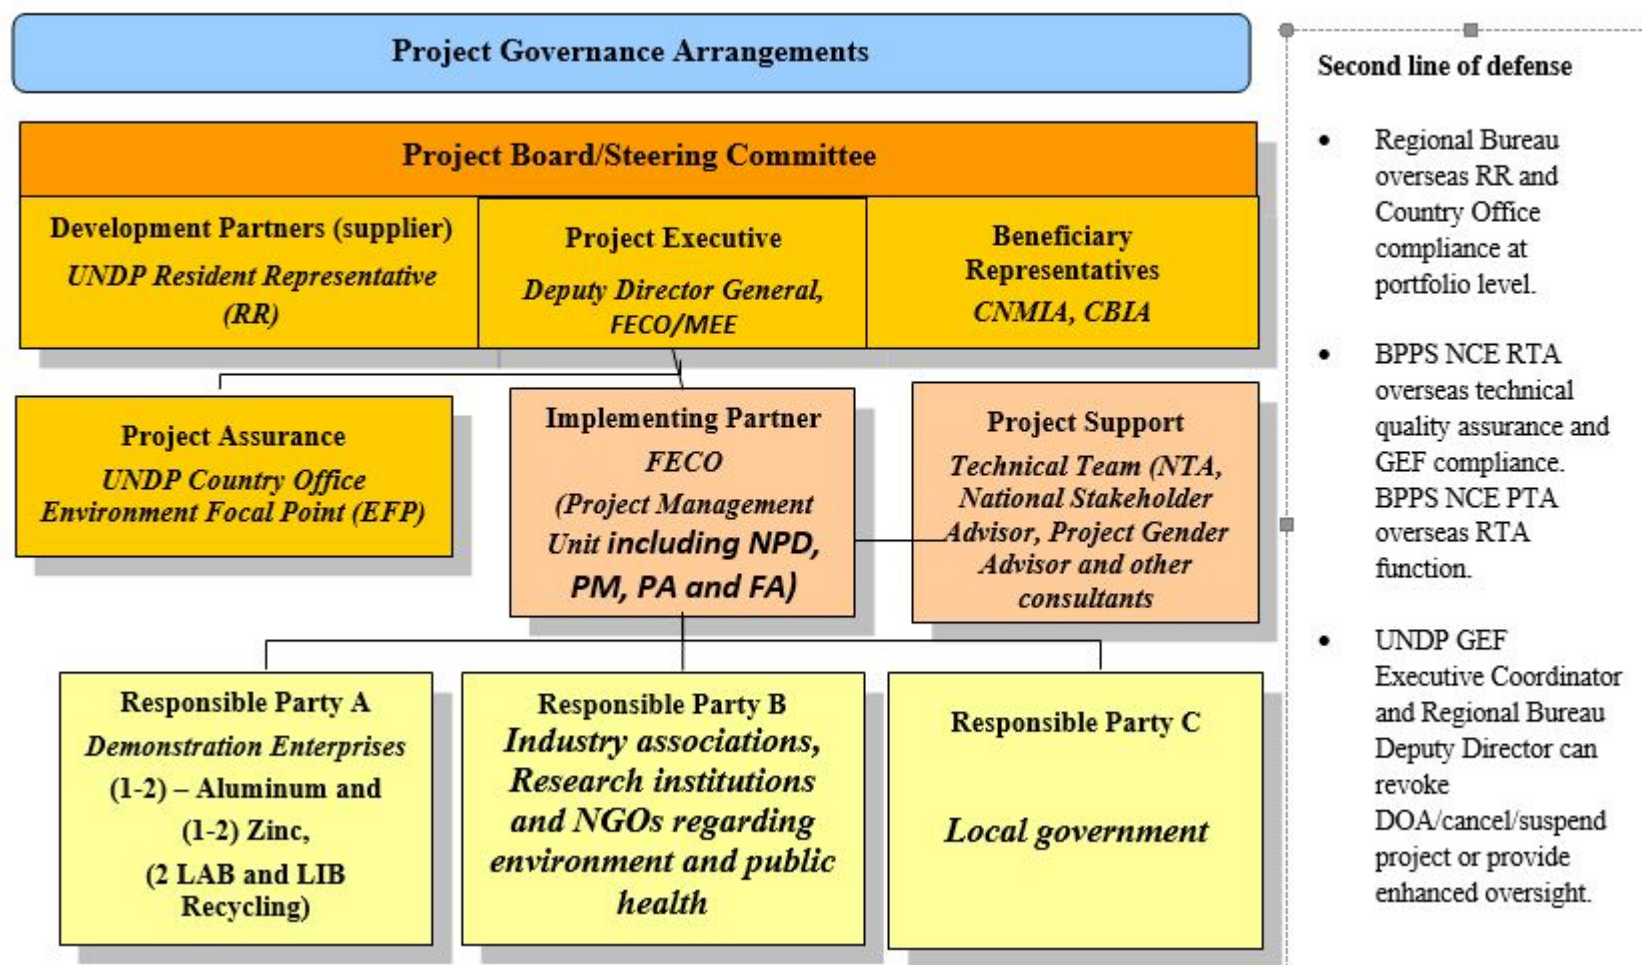 Project Governance Arrangements
Project Board/Steering Committee
Development Partners (supplier)
UNDP Resident Representative
(RR)
Project Executive
Deputy Director General,
FECO/MEE
Beneficiary
Representatives
CNMIA, CBIA
Project Assurance
UNDP Country Office
Environment Focal Point (EFP)
Implementing Partner
FECO
(Project Management
Unit including NPD,
PM, PA and FA)
Project Support
Technical Team (NTA,
National Stakeholder
Advisor, Project Gender
Advisor and other
consultants
Responsible Party A
Demonstration Enterprises
(1-2) – Aluminum and
(1-2) Zinc,
(2 LAB and LIB
Recycling)
Responsible Party B
Industry associations,
Research institutions
and NGOs regarding
environment and public
health
Responsible Party C
Local government
Second line of defense
• Regional Bureau
overseas RR and
Country Office
compliance at
portfolio level.
• BPPS NCE RTA
overseas technical
quality assurance and
GEF compliance.
BPPS NCE PTA
overseas RTA
function.
• UNDP GEF
Executive Coordinator
and Regional Bureau
Deputy Director can
revoke
DOA/cancel/suspend
project or provide
enhanced oversight.